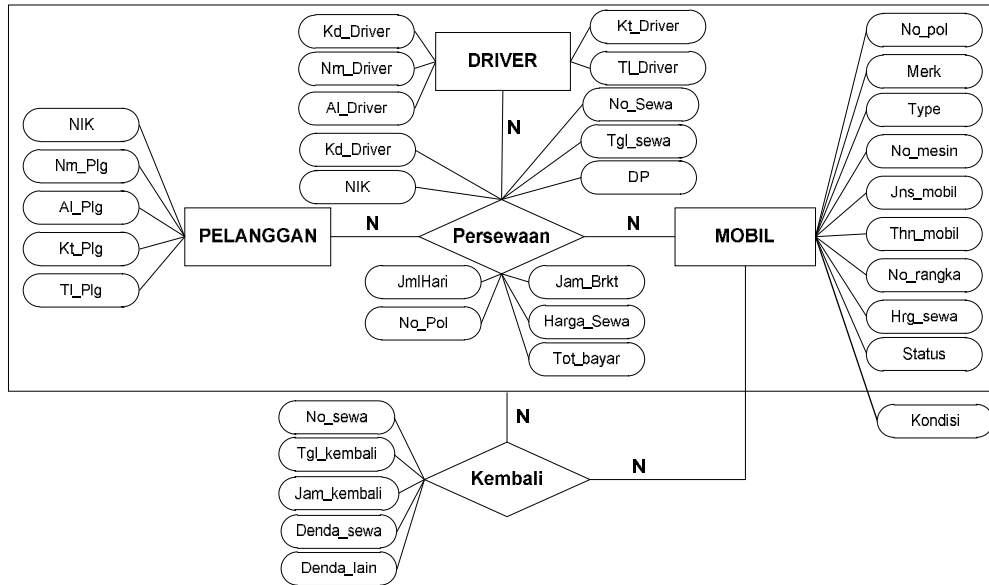 Kd_Driver
Nm_Driver
Al_Driver
DRIVER
Kt_Driver
Tl_Driver
N
No_Sewa
Tgl_sewa
DP
Kd_Driver
NIK
NIK
Nm_Plg
Al_Plg
Kt_Plg
Tl_Plg
PELANGGAN
N
Persewaan
N
MOBIL
JmlHari
No_Pol
Jam_Brkt
Harga_Sewa
Tot_bayar
No_pol
Merk
Type
No_mesin
Jns_mobil
Thn_mobil
No_rangka
Hrg_sewa
Status
Kondisi
N
No_sewa
Tgl_kembali
Jam_kembali
Denda_sewa
Denda_lain
Kembali
N